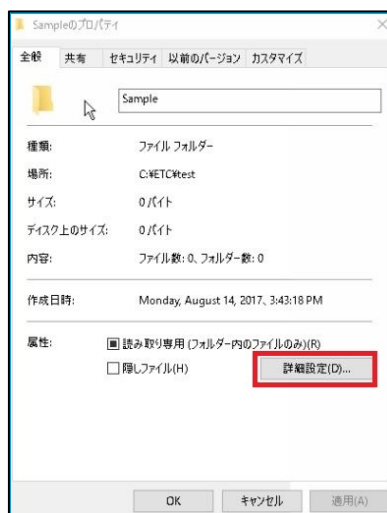 Sampleのプロパティ
全般 共有 セキュリティ 以前のバージョン カスタマイズ
Sample
種類: ファイル フォルダー
場所: C:¥ETC¥test
サイズ: 0 バイト
ディスク上のサイズ: 0 バイト
内容: ファイル数: 0、フォルダー数: 0
作成日時: Monday, August 14, 2017、3:43:18 PM
属性: 読み取り専用 (フォルダー内のファイルのみ)(R)
隠しファイル(H) 詳細設定(D)...
OK キャンセル 適用(A)